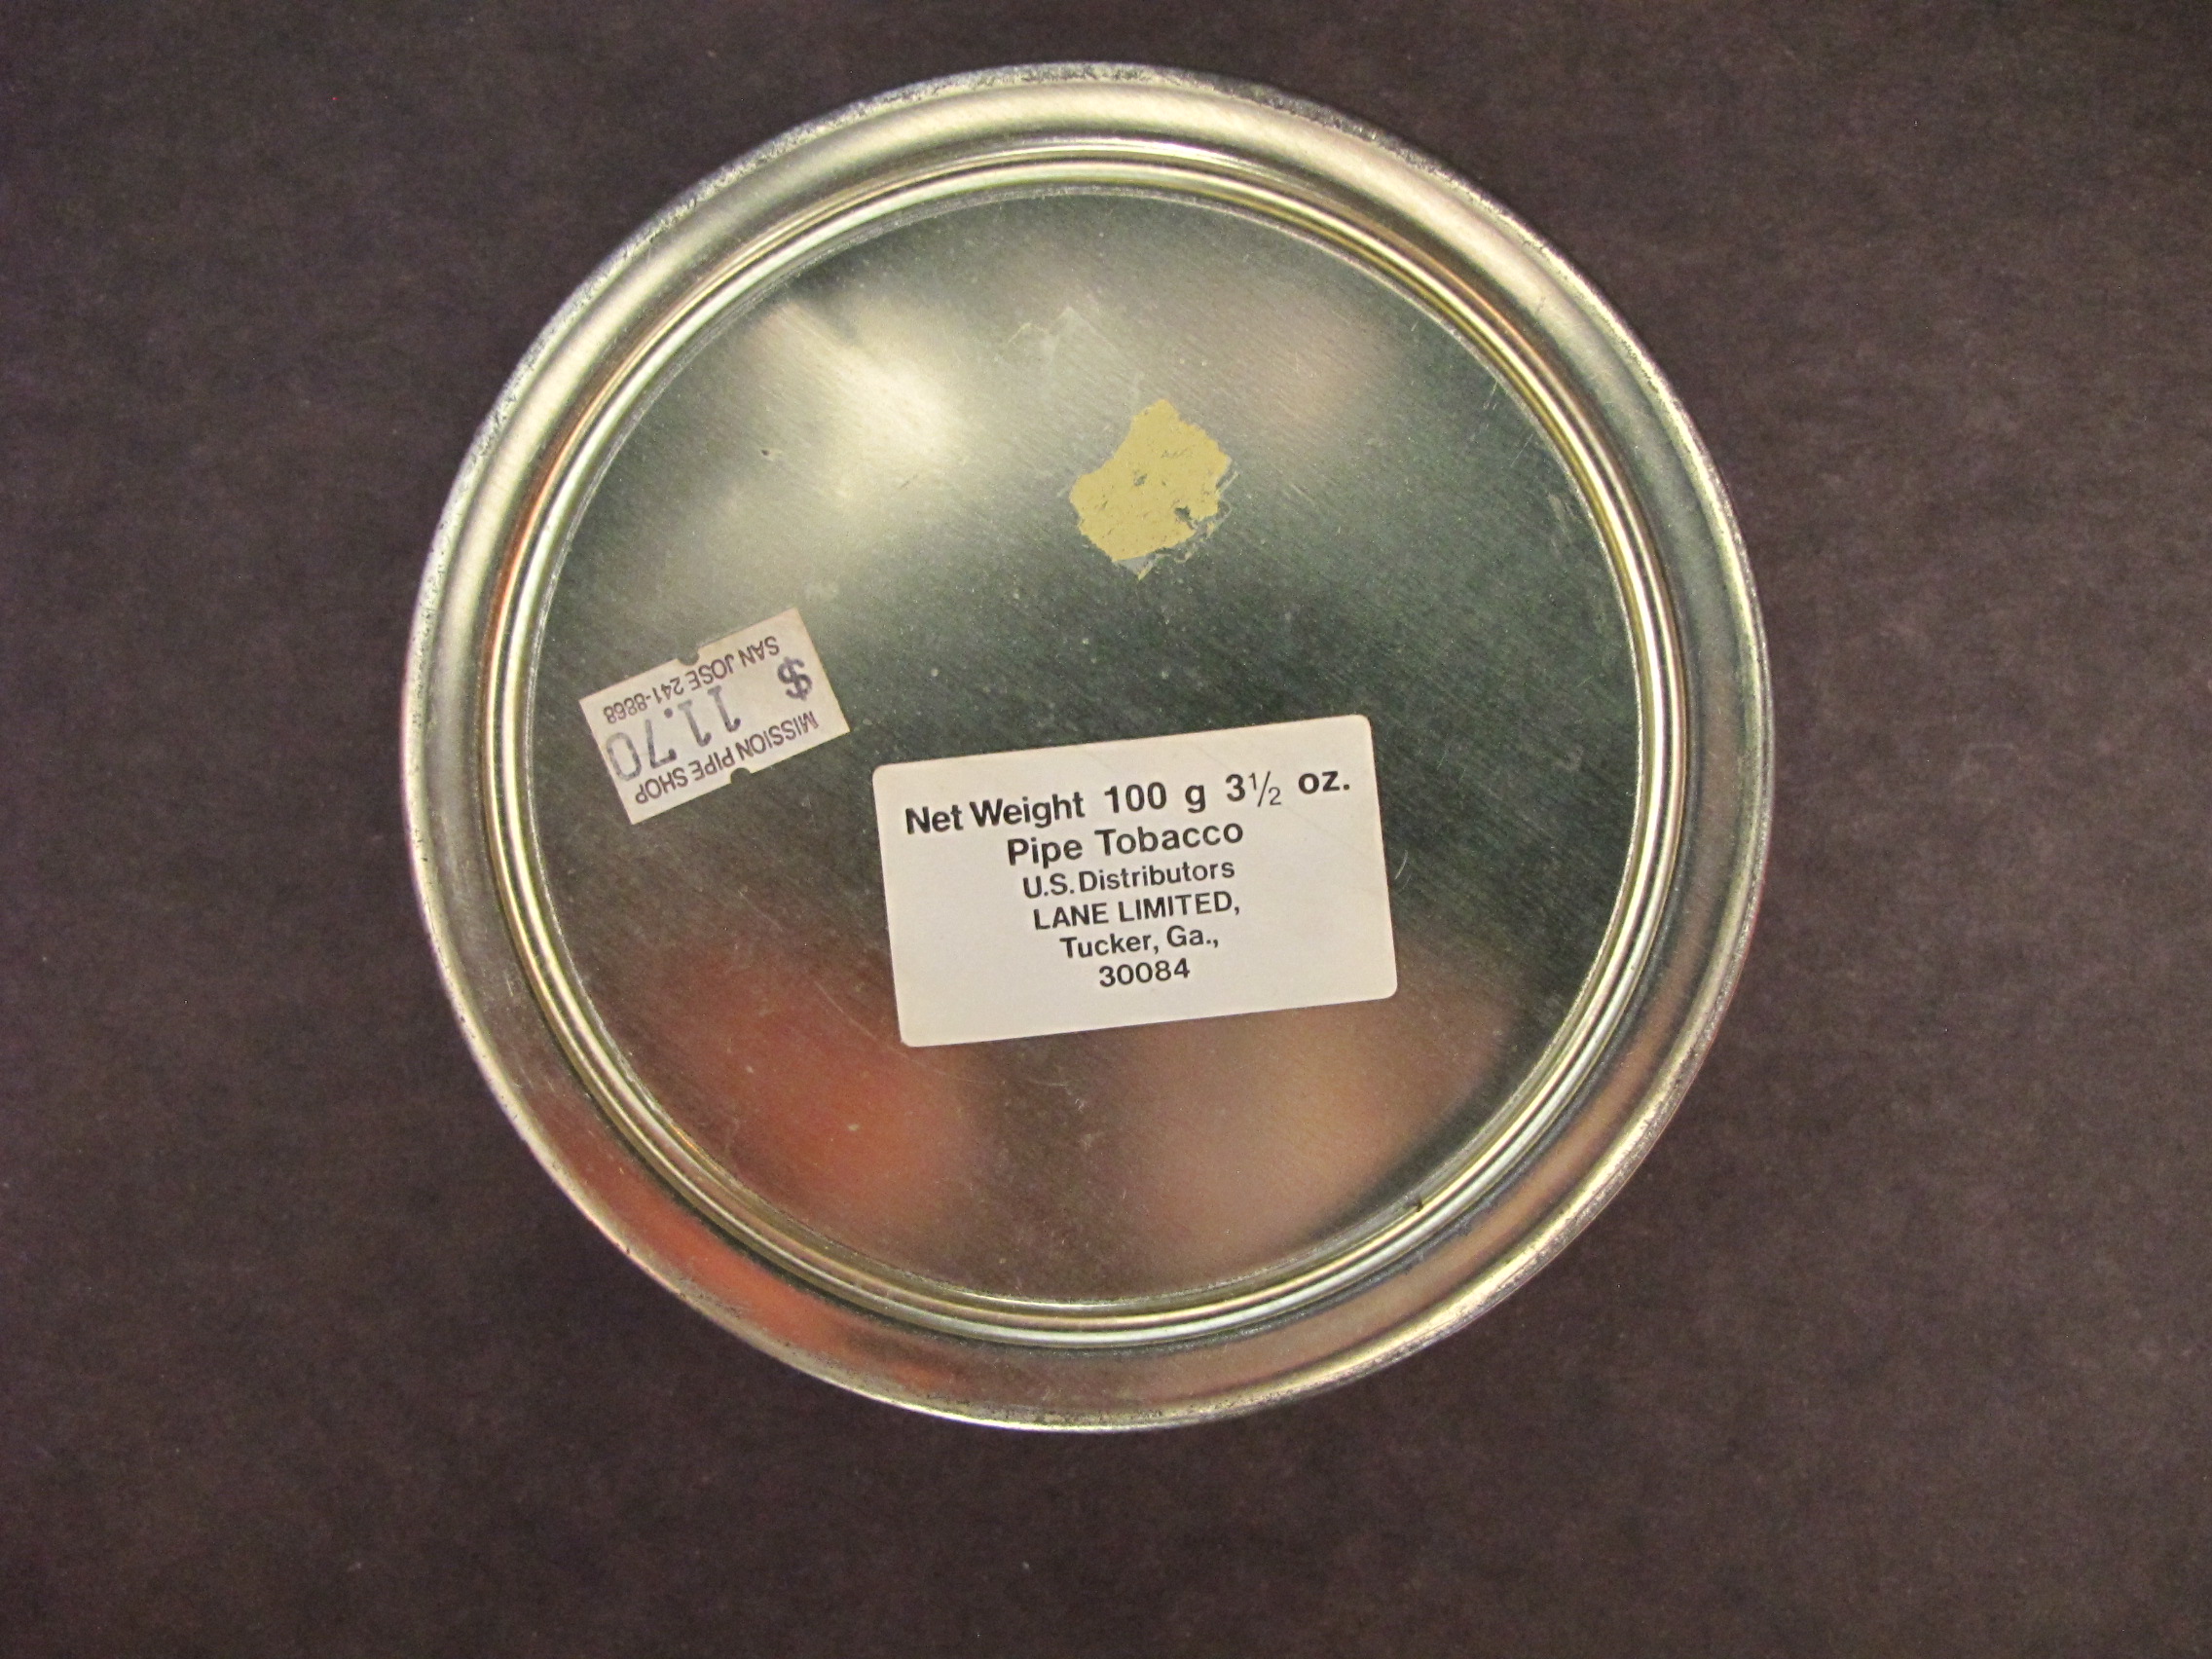 MISSION PIPE SHOP
$ 11.70
SAN JOSE 241-8868
Net Weight 100 g 3½ oz.
Pipe Tobacco
U.S. Distributors
LANE LIMITED,
Tucker, Ga.,
30084